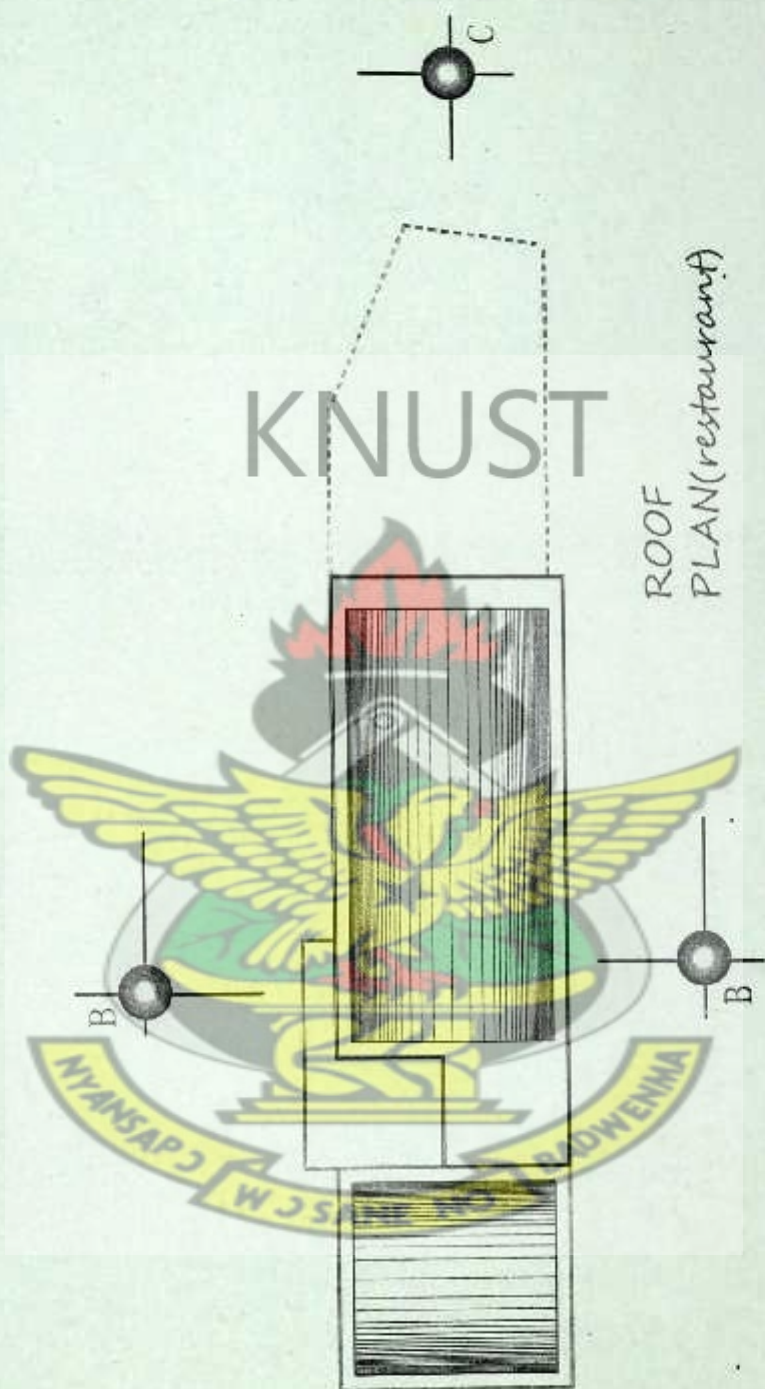 C
KNUST
ROOF
PLAN(restaurant)
B
B
NYANSAPƆ
WƆSANE NO
BADWENMA